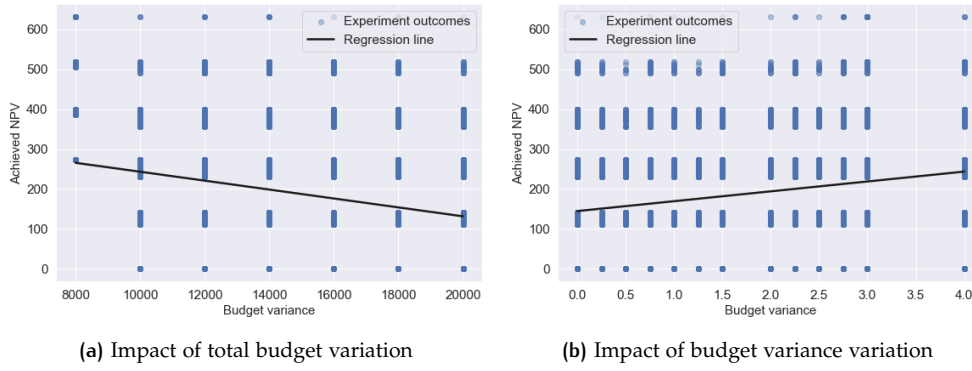 600
500
400
300
200
100
0
Achieved NPV
Experiment outcomes
Regression line
8000 10000 12000 14000 16000 18000 20000
Budget variance
(a) Impact of total budget variation
600
500
400
300
200
100
0
Achieved NPV
Experiment outcomes
Regression line
0.0 0.5 1.0 1.5 2.0 2.5 3.0 3.5 4.0
Budget variance
(b) Impact of budget variance variation